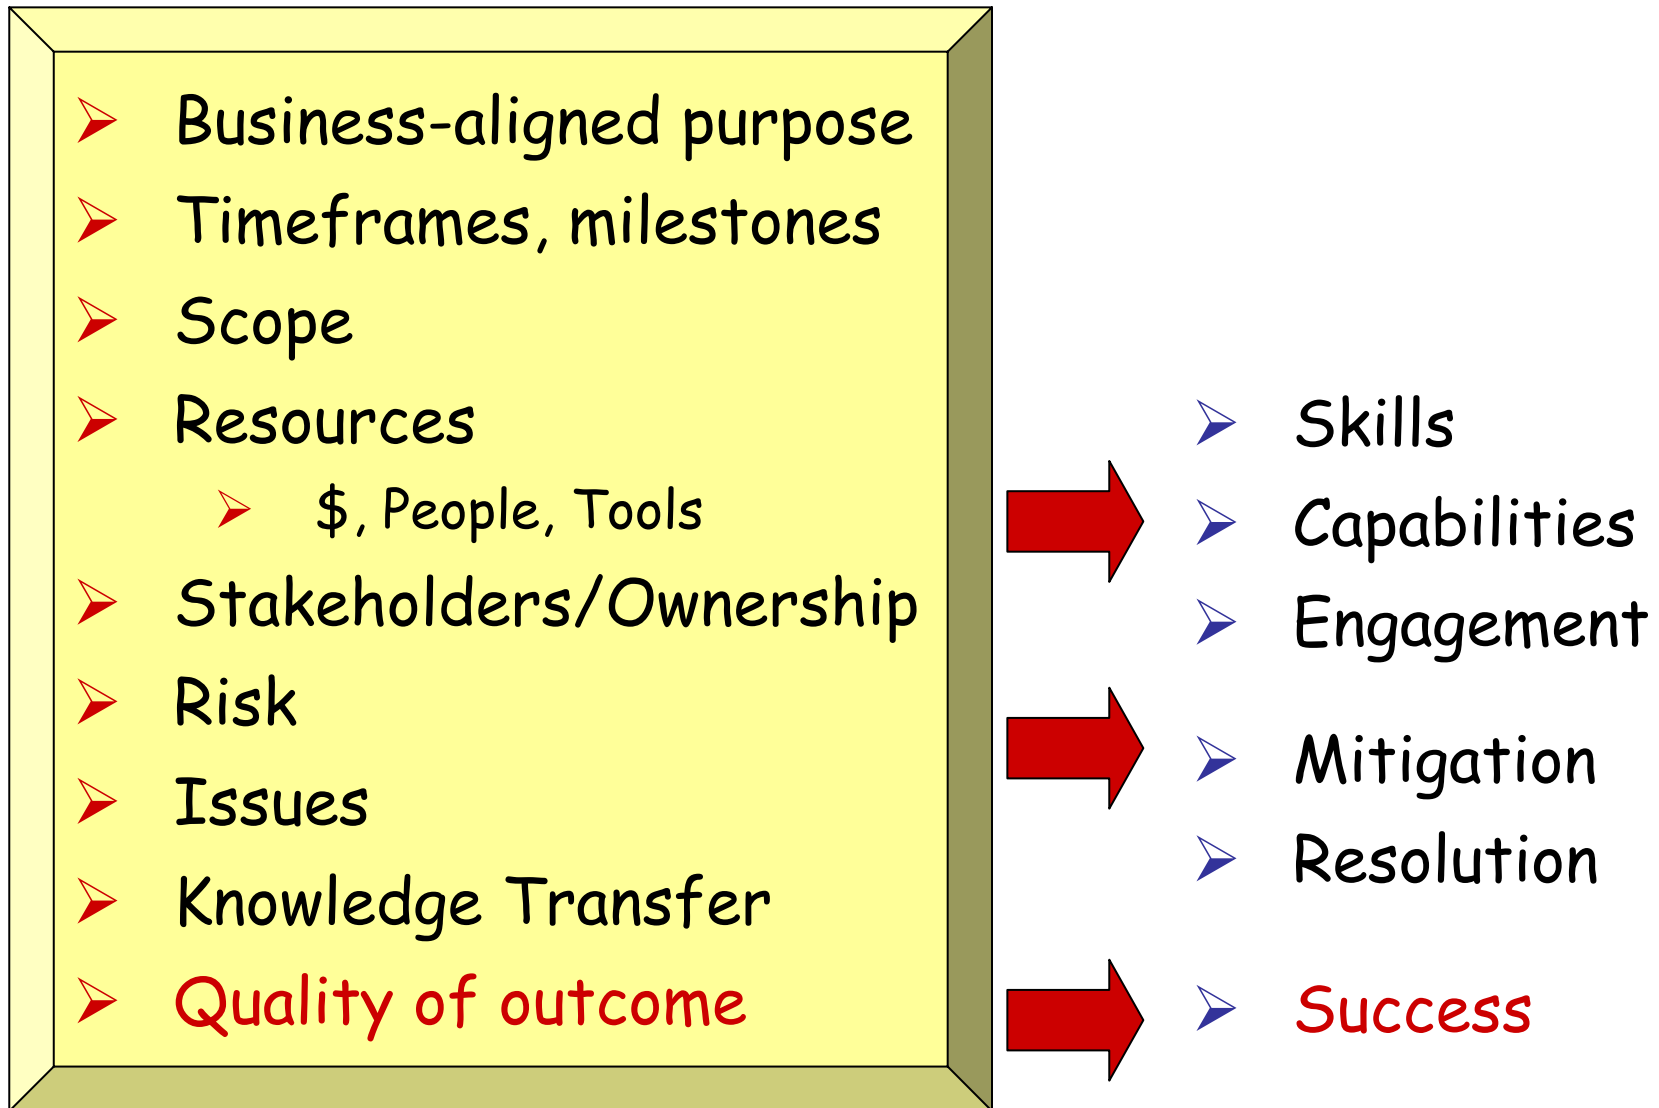 Business-aligned purpose
Timeframes, milestones
Scope
Resources
$, People, Tools
Stakeholders/Ownership
Risk
Issues
Knowledge Transfer
Quality of outcome
Skills
Capabilities
Engagement
Mitigation
Resolution
Success